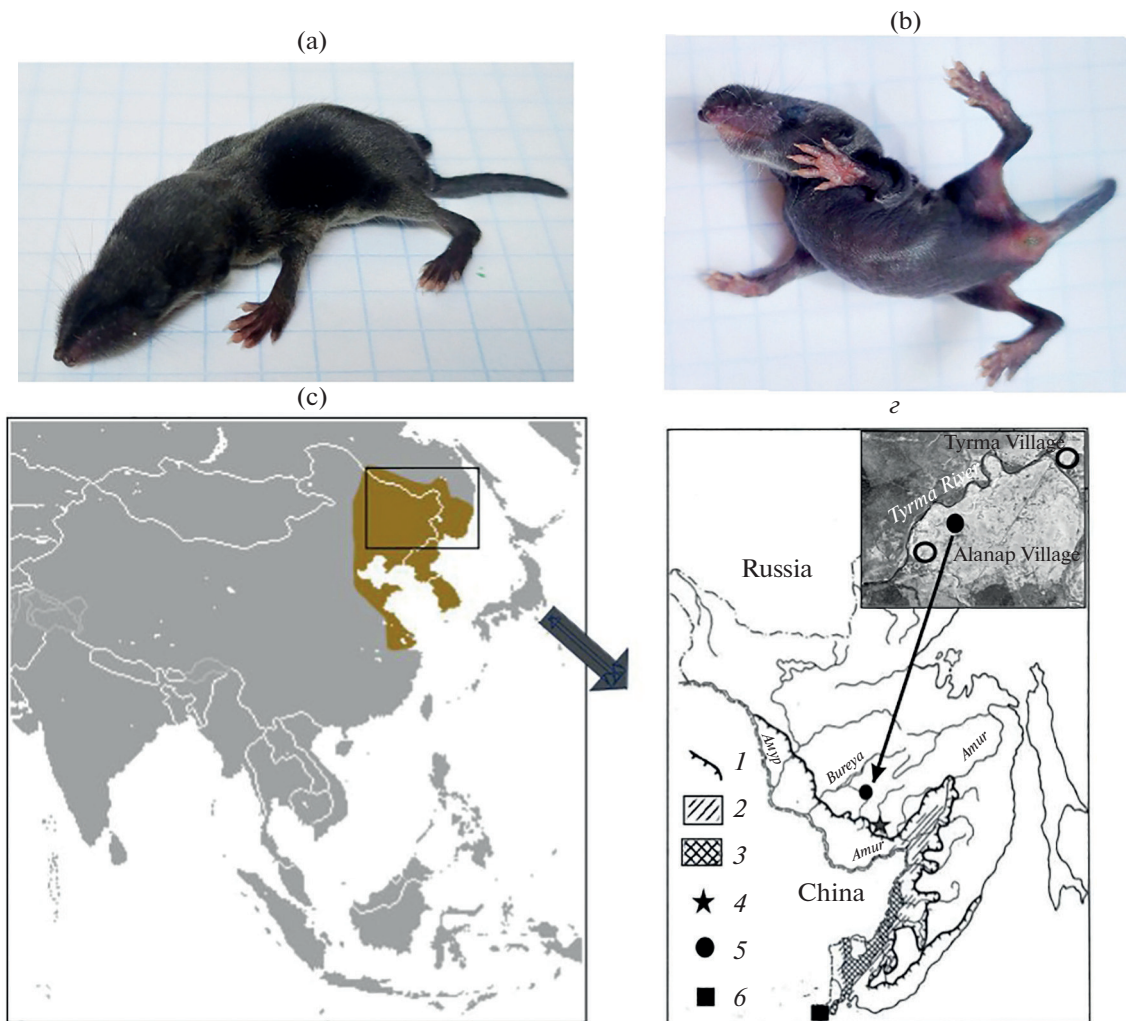 (a)
(b)
(c)
г
Tyrma Village
Tyrma River
Alanap Village
Russia
Амур
Bureya
Amur
Amur
China
1
2
3
4
5
6